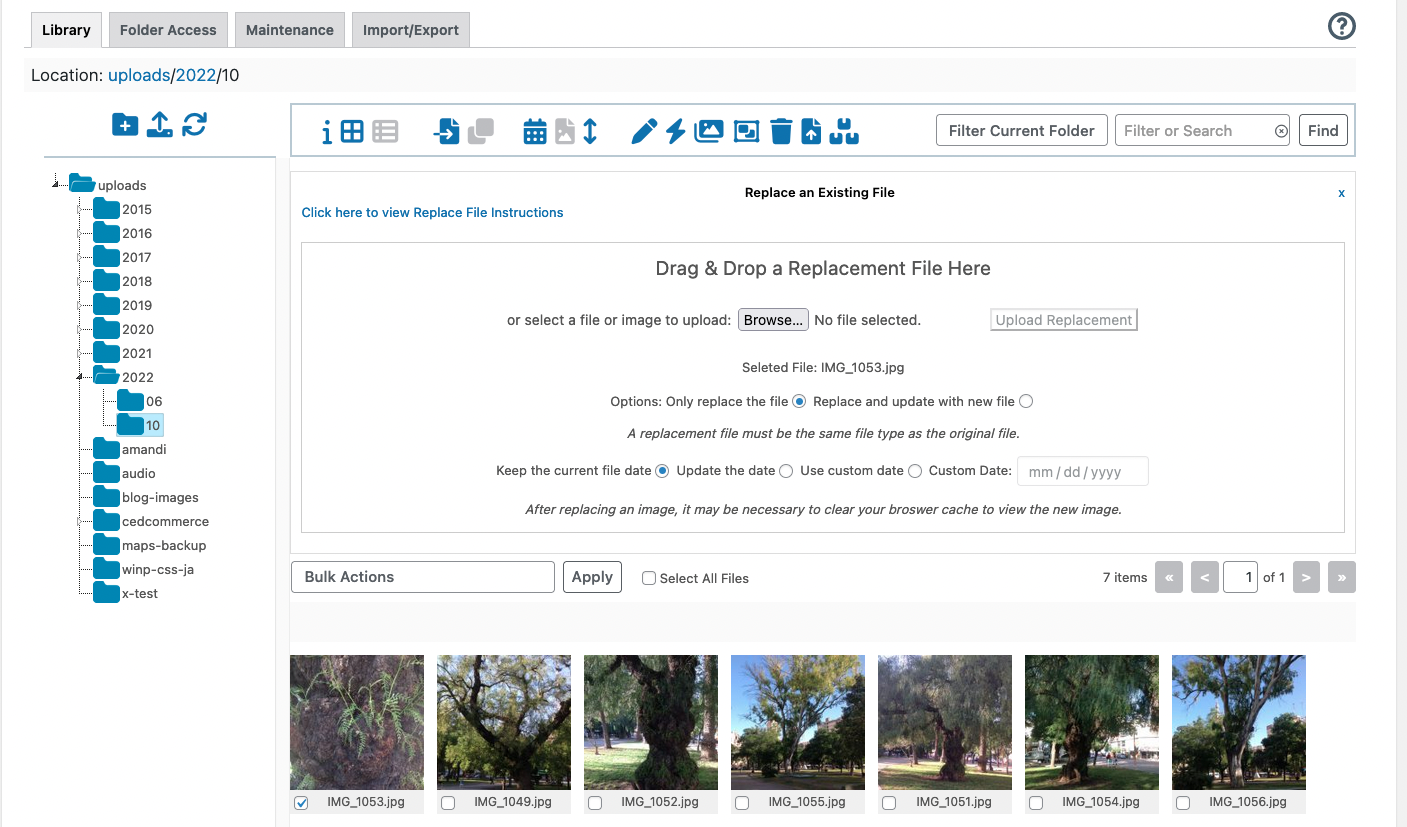 Library Folder Access Maintenance Import/Export
Location: uploads/2022/10
Filter Current Folder Filter or Search Find
uploads
2015
2016
2017
2018
2019
2020
2021
2022
06
10
amandi
audio
blog-images
cedcommerce
maps-backup
winp-css-ja
x-test
Replace an Existing File x
Click here to view Replace File Instructions
Drag & Drop a Replacement File Here
or select a file or image to upload: Browse... No file selected. Upload Replacement
Seleted File: IMG_1053.jpg
Options: Only replace the file Replace and update with new file
A replacement file must be the same file type as the original file.
Keep the current file date Update the date Use custom date Custom Date: mm/dd/yyyy
After replacing an image, it may be necessary to clear your broswer cache to view the new image.
Bulk Actions Apply Select All Files 7 items « < 1 of 1 > »
IMG_1053.jpg IMG_1049.jpg IMG_1052.jpg IMG_1055.jpg IMG_1051.jpg IMG_1054.jpg IMG_1056.jpg